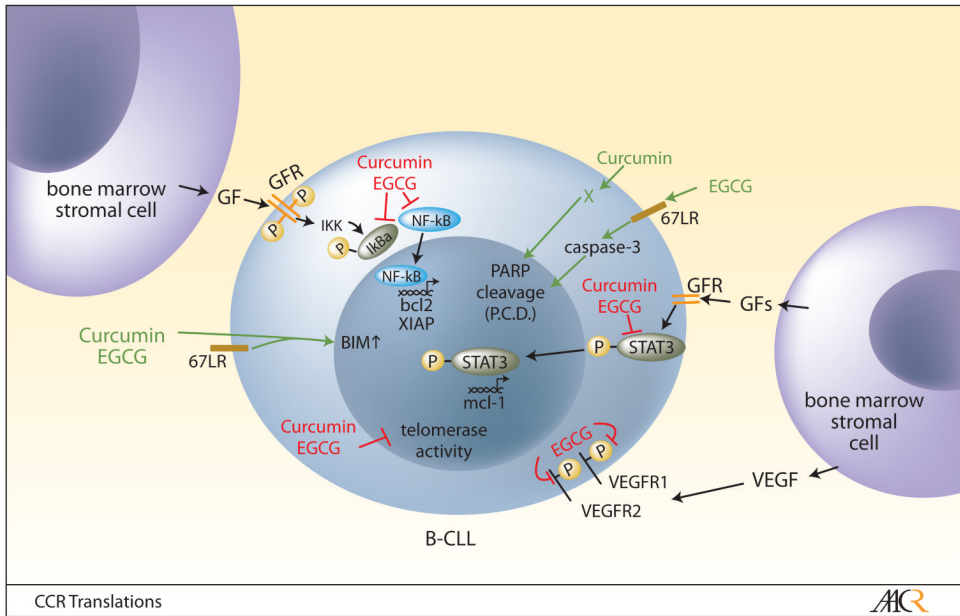 bone marrow
stromal cell
GF
GFR
P
P
IKK
P
IkBa
Curcumin
EGCG
NF-kB
NF-kB
bcl2
XIAP
Curcumin
X
EGCG
67LR
caspase-3
PARP
cleavage
(P.C.D.)
Curcumin
EGCG
GFR
GFs
P
STAT3
Curcumin
EGCG
67LR
BIM↑
P
STAT3
mcl-1
Curcumin
EGCG
telomerase
activity
EGCG
P
P
VEGFR1
VEGFR2
VEGF
bone marrow
stromal
cell
B-CLL
CCR Translations
AACR